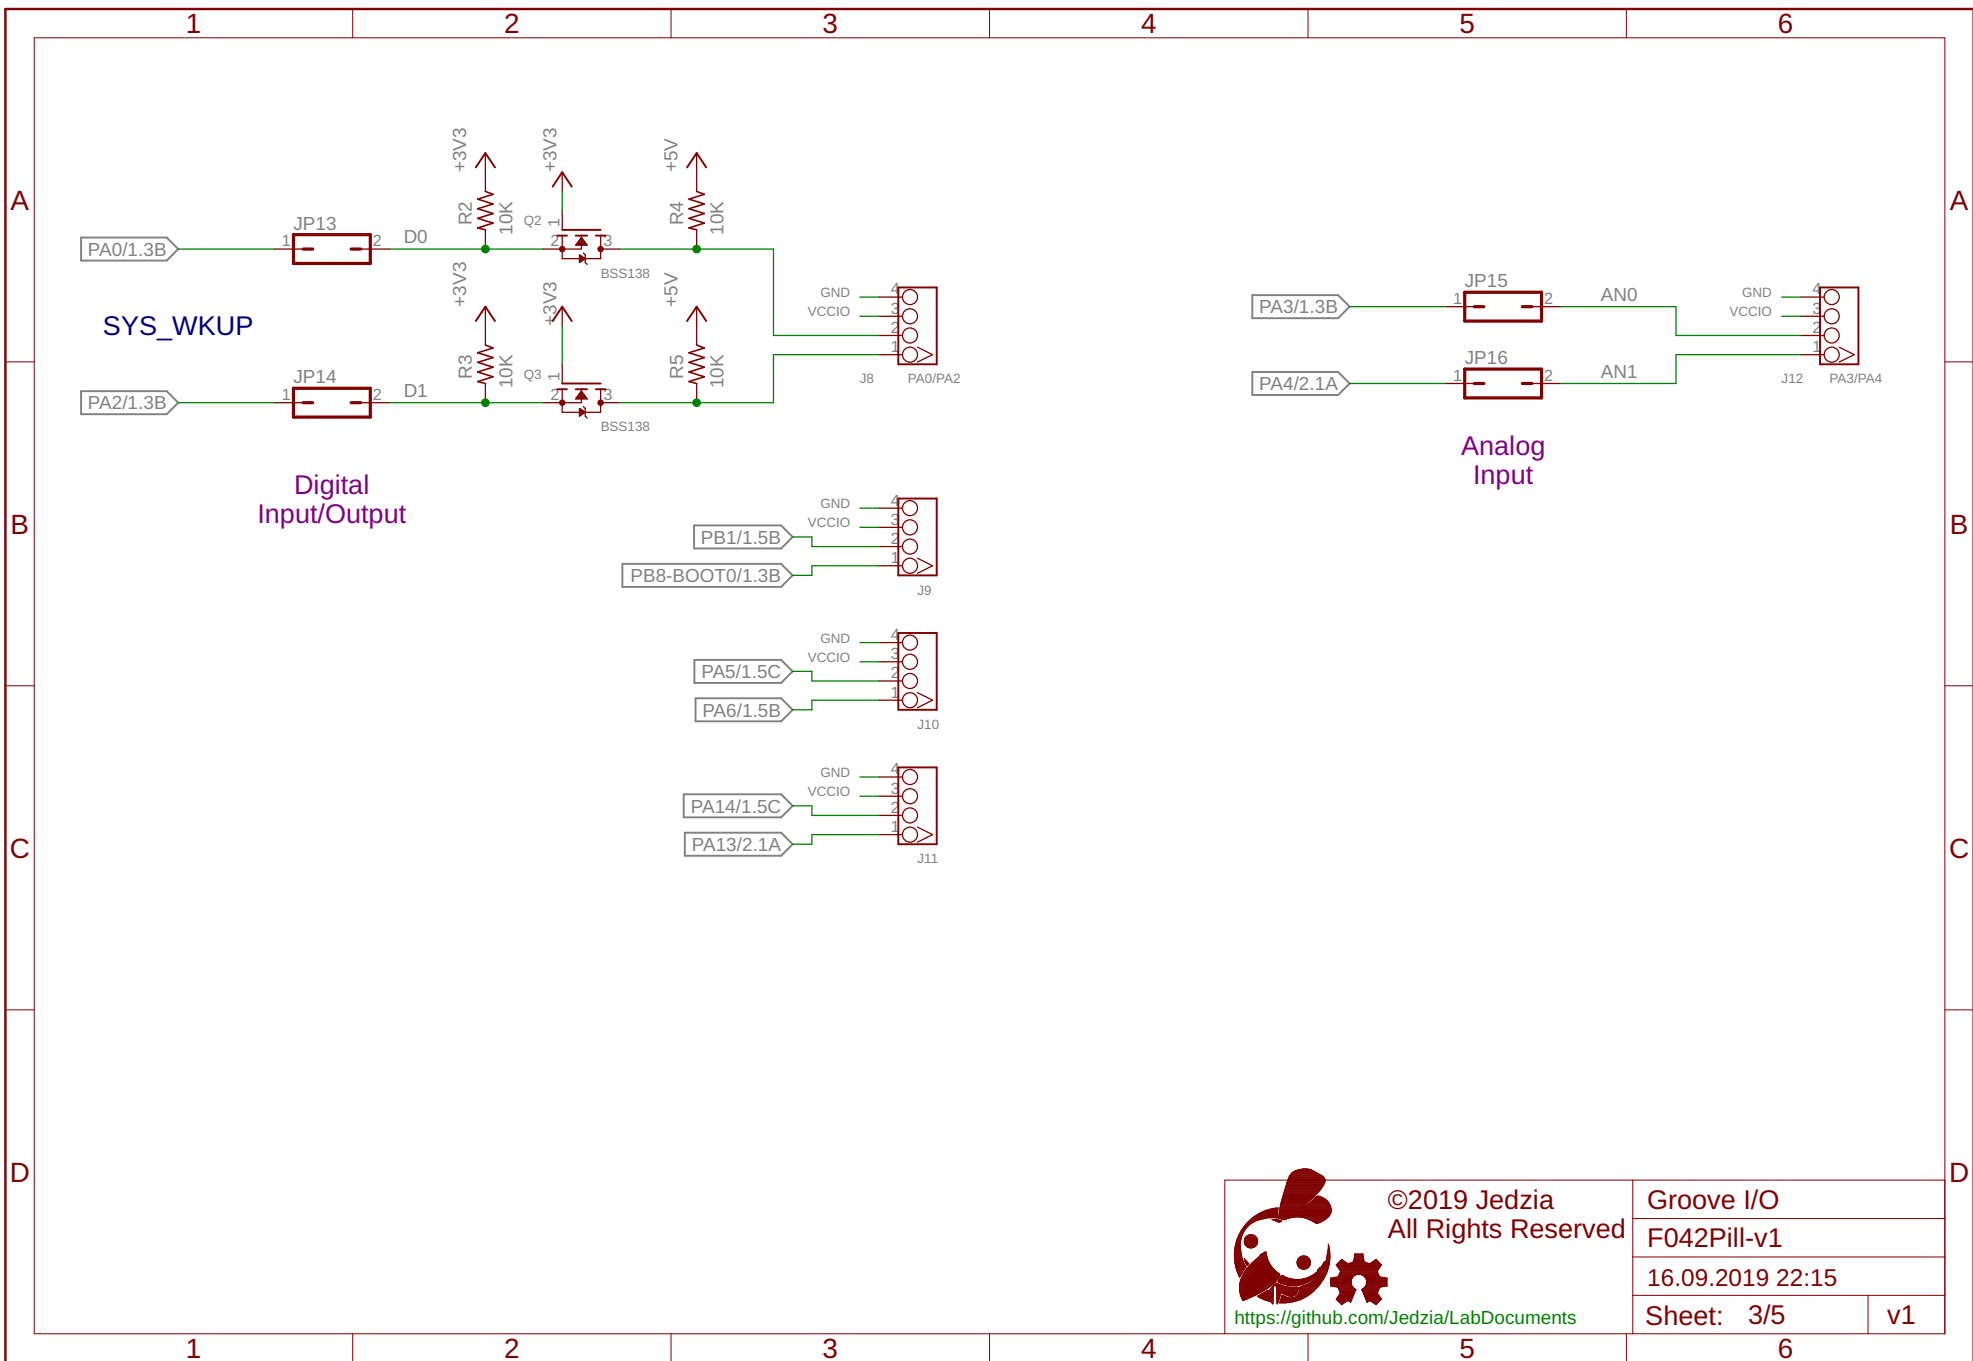 1 2 3 4 5 6
A A
+3V3 +3V3 +5V
R2 10K Q2 1 R4 10K
JP13
PA0/1.3B 1 2 D0 2 3
BSS138
+3V3 +3V3 +5V
SYS_WKUP
R3 10K Q3 1 R5 10K
JP14
PA2/1.3B 1 2 D1 2 3
BSS138
GND 4
VCCIO 3
2
1
J8 PA0/PA2
Digital
Input/Output
JP15
PA3/1.3B 1 2 AN0
JP16
PA4/2.1A 1 2 AN1
GND 4
VCCIO 3
2
1
J12 PA3/PA4
Analog
Input
B B
GND 4
VCCIO 3
PB1/1.5B 2
PB8-BOOT0/1.3B 1
J9
GND 4
VCCIO 3
PA5/1.5C 2
PA6/1.5B 1
J10
GND 4
VCCIO 3
PA14/1.5C 2
PA13/2.1A 1
J11
C C
D D
©2019 Jedzia
All Rights Reserved
https://github.com/Jedzia/LabDocuments
Groove I/O
F042Pill-v1
16.09.2019 22:15
Sheet: 3/5 v1
1 2 3 4 5 6